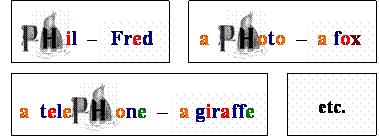 PHil – Fred
a PHoto – a fox
a telePHone – a giraffe
etc.